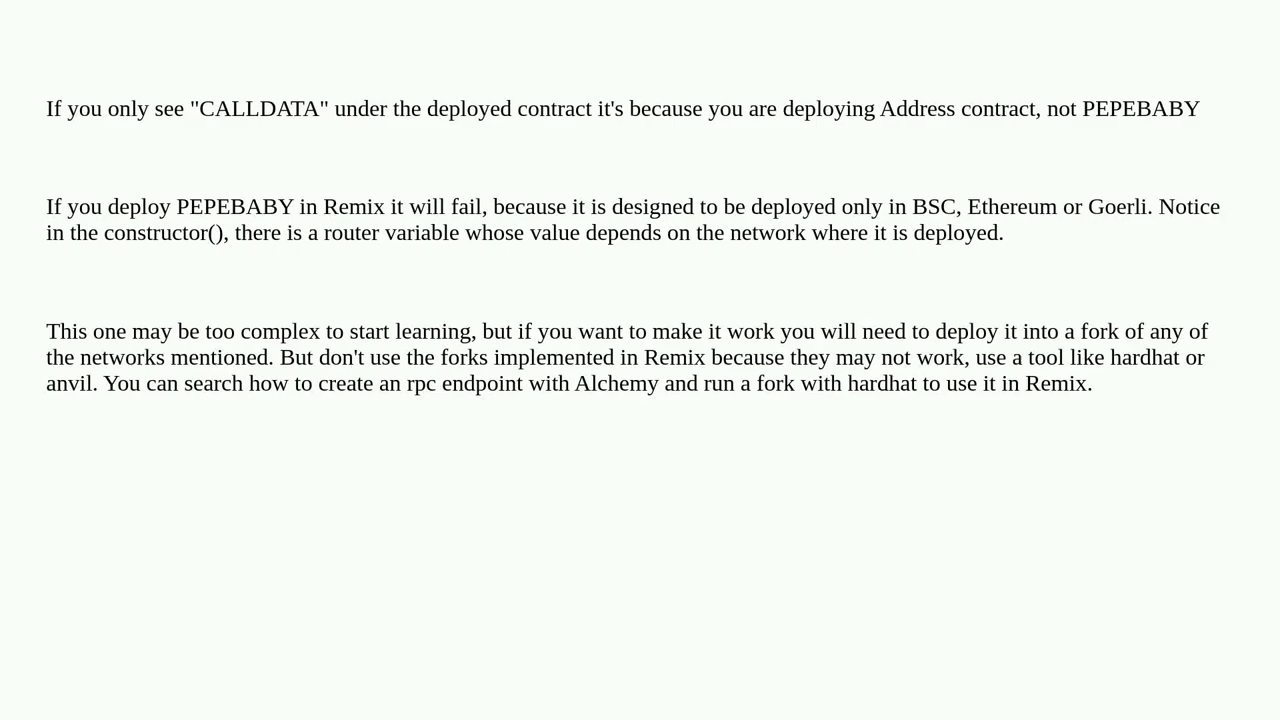 If you only see "CALLDATA" under the deployed contract it's because you are deploying Address contract, not PEPEBABY
If you deploy PEPEBABY in Remix it will fail, because it is designed to be deployed only in BSC, Ethereum or Goerli. Notice
in the constructor(), there is a router variable whose value depends on the network where it is deployed.
This one may be too complex to start learning, but if you want to make it work you will need to deploy it into a fork of any of
the networks mentioned. But don't use the forks implemented in Remix because they may not work, use a tool like hardhat or
anvil. You can search how to create an rpc endpoint with Alchemy and run a fork with hardhat to use it in Remix.